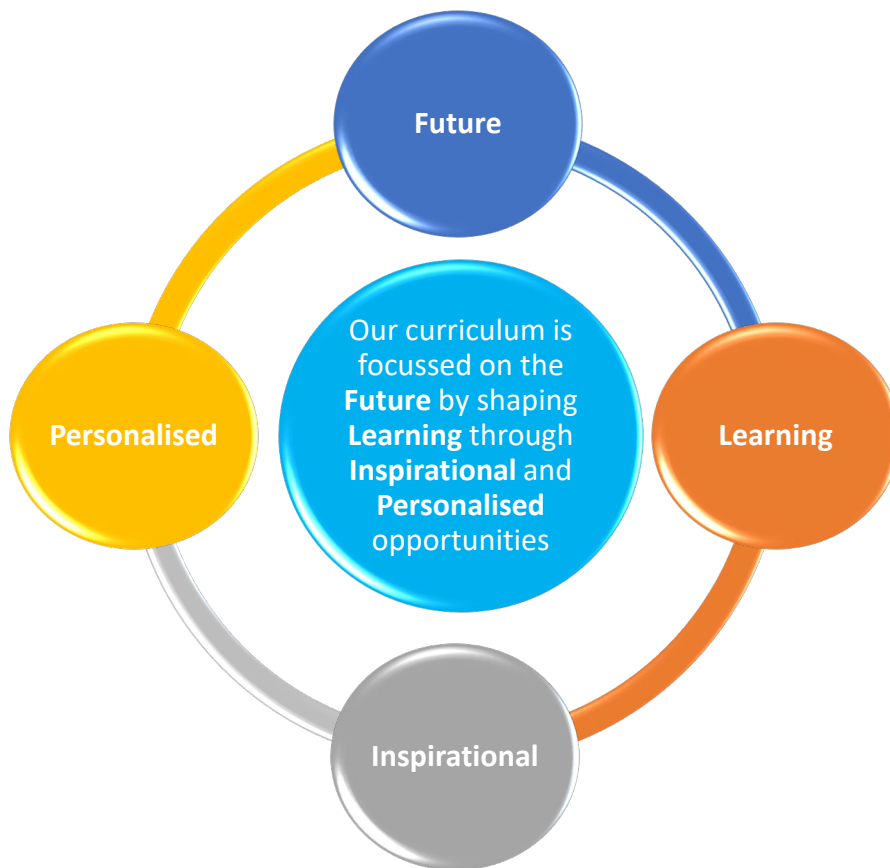 Future
Personalised
Our curriculum is
focussed on the
Future by shaping
Learning through
Inspirational and
Personalised
opportunities
Learning
Inspirational